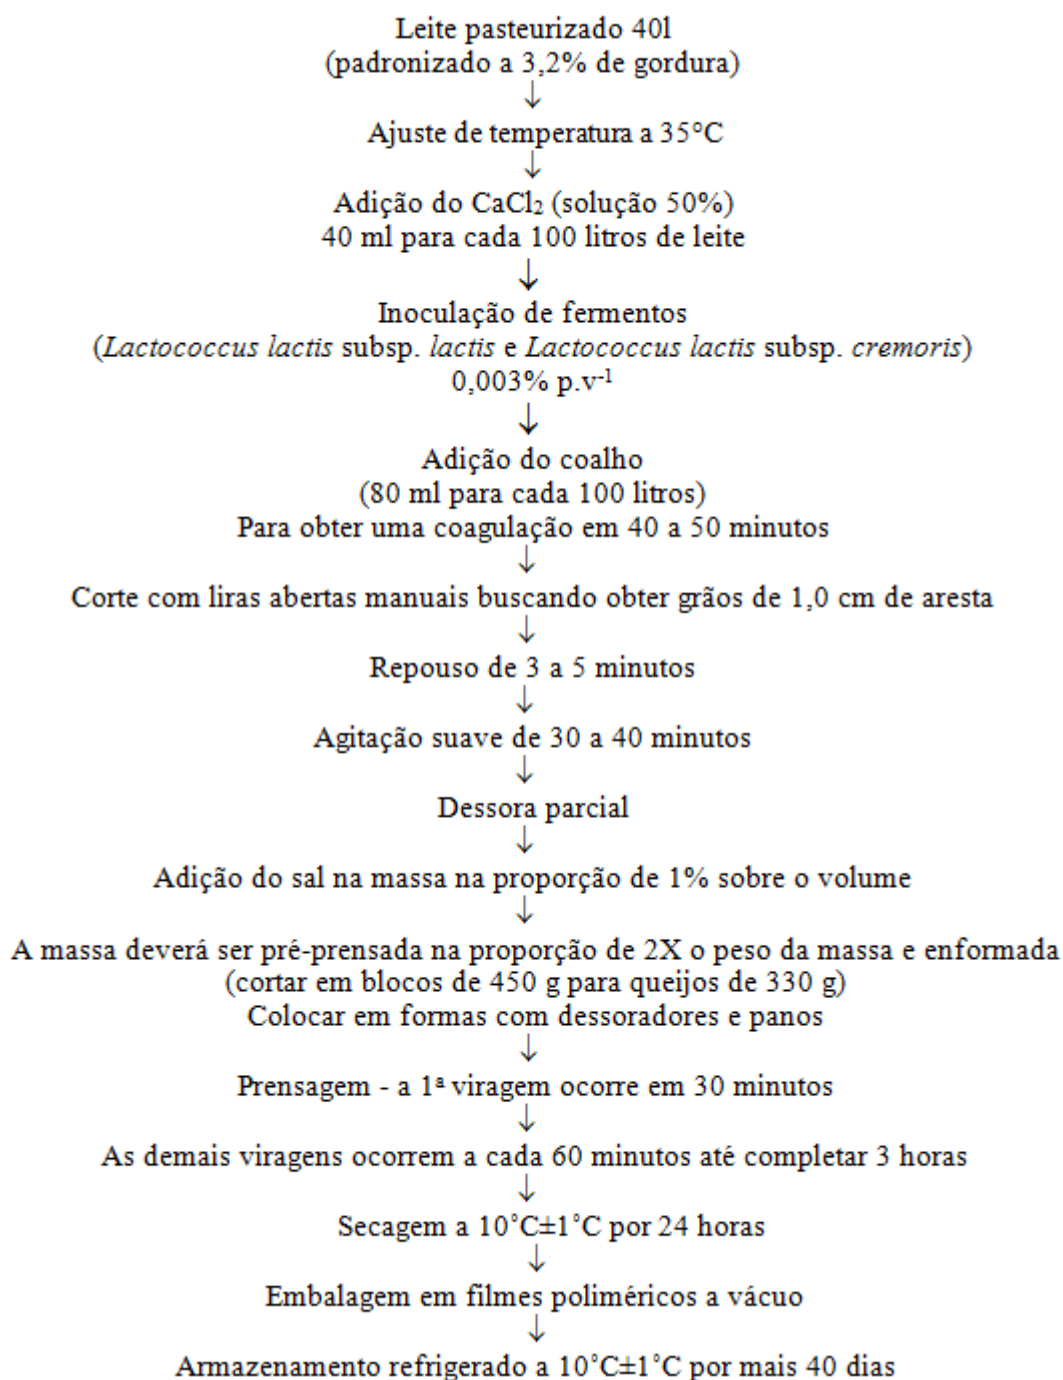 Leite pasteurizado 40l
(padronizado a 3,2% de gordura)
↓
Ajuste de temperatura a 35°C
↓
Adição do CaCl₂ (solução 50%)
40 ml para cada 100 litros de leite
↓
Inoculação de fermentos
(Lactococcus lactis subsp. lactis e Lactococcus lactis subsp. cremoris)
0,003% p.v⁻¹
↓
Adição do coalho
(80 ml para cada 100 litros)
Para obter uma coagulação em 40 a 50 minutos
↓
Corte com liras abertas manuais buscando obter grãos de 1,0 cm de aresta
↓
Repouso de 3 a 5 minutos
↓
Agitação suave de 30 a 40 minutos
↓
Dessora parcial
↓
Adição do sal na massa na proporção de 1% sobre o volume
↓
A massa deverá ser pré-prensada na proporção de 2X o peso da massa e enformada
(cortar em blocos de 450 g para queijos de 330 g)
Colocar em formas com dessoradores e panos
↓
Prensagem - a 1ª viragem ocorre em 30 minutos
↓
As demais viragens ocorrem a cada 60 minutos até completar 3 horas
↓
Secagem a 10˚C±1˚C por 24 horas
↓
Embalagem em filmes poliméricos a vácuo
↓
Armazenamento refrigerado a 10˚C±1˚C por mais 40 dias